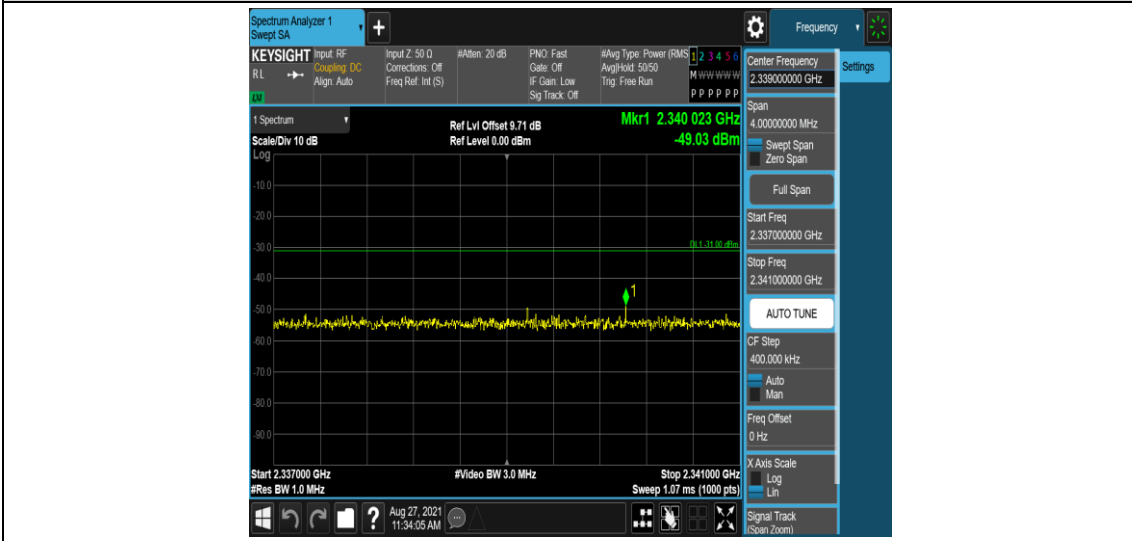 Spectrum Analyzer 1
Swept SA
+
Frequency
KEYSIGHT
RL
Input: RF
Coupling: DC
Align: Auto
Input Z: 50 Ω
Corrections: Off
Freq Ref: Int (S)
#Atten: 20 dB
PNO: Fast
Gate: Off
IF Gain: Low
Sig Track: Off
#Avg Type: Power (RMS
Avg|Hold: 50/50
Trig: Free Run
1 2 3 4 5 6
M W W W W W
P P P P P P
1 Spectrum
Scale/Div 10 dB
Log
Ref Lvl Offset 9.71 dB
Ref Level 0.00 dBm
Mkr1 2.340 023 GHz
-49.03 dBm
-10.0
-20.0
-30.0
DL1 -31.00 dBm
-40.0
1
-50.0
-60.0
-70.0
-80.0
-90.0
Start 2.337000 GHz
#Res BW 1.0 MHz
#Video BW 3.0 MHz
Stop 2.341000 GHz
Sweep 1.07 ms (1000 pts)
?
Aug 27, 2021
11:34:05 AM
Center Frequency
2.339000000 GHz
Settings
Span
4.00000000 MHz
Swept Span
Zero Span
Full Span
Start Freq
2.337000000 GHz
Stop Freq
2.341000000 GHz
AUTO TUNE
CF Step
400.000 kHz
Auto
Man
Freq Offset
0 Hz
X Axis Scale
Log
Lin
Signal Track
(Span Zoom)